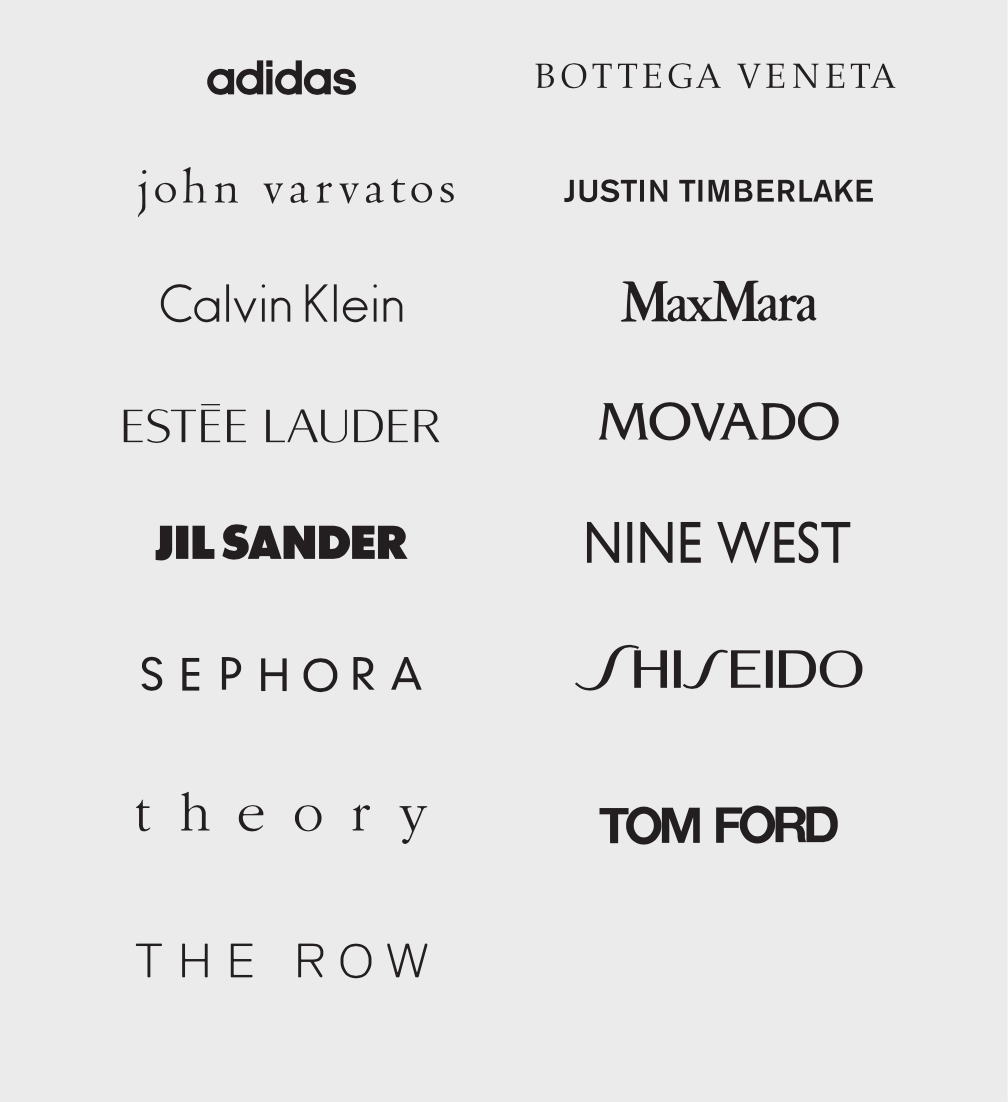 adidas
BOTTEGA VENETA
john varvatos
JUSTIN TIMBERLAKE
Calvin Klein
MaxMara
ESTĒE LAUDER
MOVADO
JIL SANDER
NINE WEST
SEPHORA
SHISEIDO
theory
TOM FORD
THE ROW